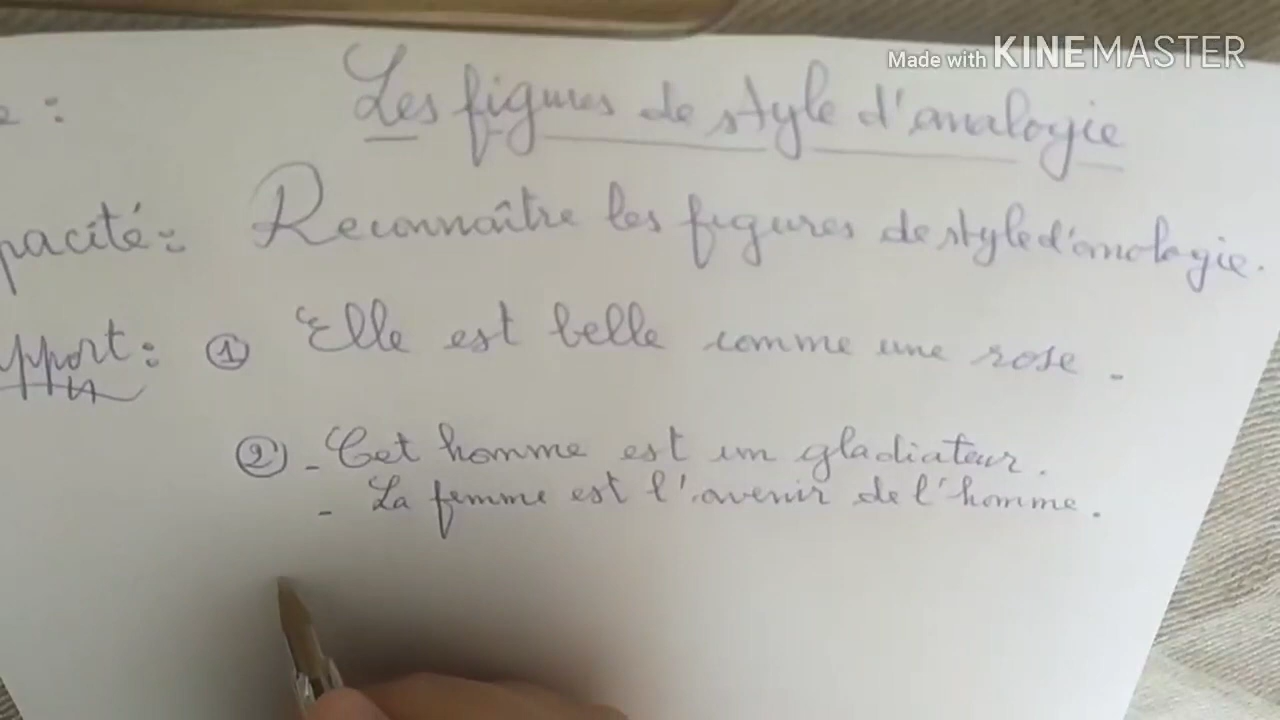 Made with KINEMASTER
e : Les figures de style d'analogie
pacité : Reconnaître les figures de style d'analogie.
pport : ① Elle est belle comme une rose .
② - Cet homme est un gladiateur .
- La femme est l'avenir de l'homme .